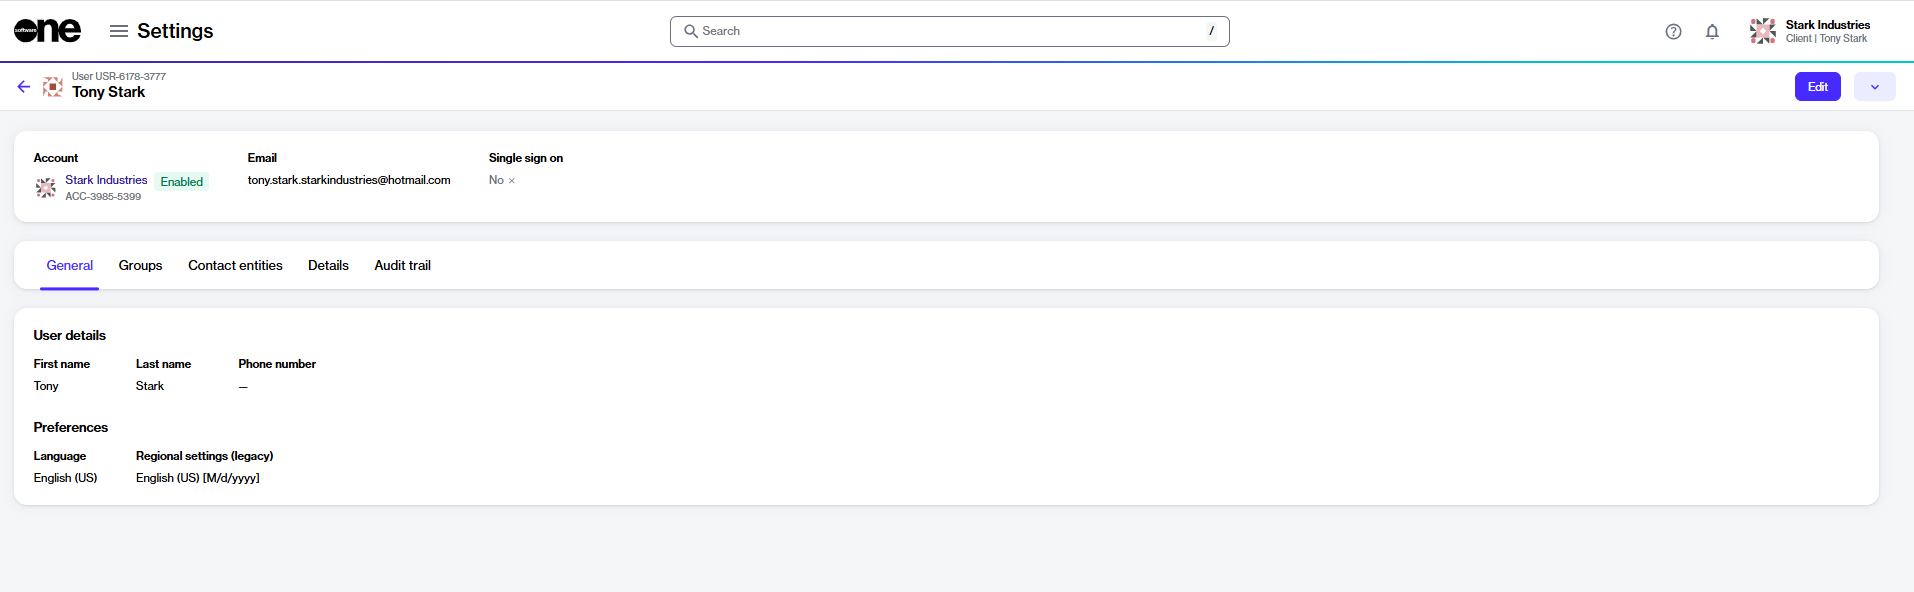 software
one
Settings
Search
/
Stark Industries
Client | Tony Stark
User USR-6178-3777
Tony Stark
Edit
Account
Email
Single sign on
Stark Industries
Enabled
tony.stark.starkindustries@hotmail.com
No ×
ACC-3985-5399
General
Groups
Contact entities
Details
Audit trail
User details
First name
Last name
Phone number
Tony
Stark
—
Preferences
Language
Regional settings (legacy)
English (US)
English (US) [M/d/yyyy]